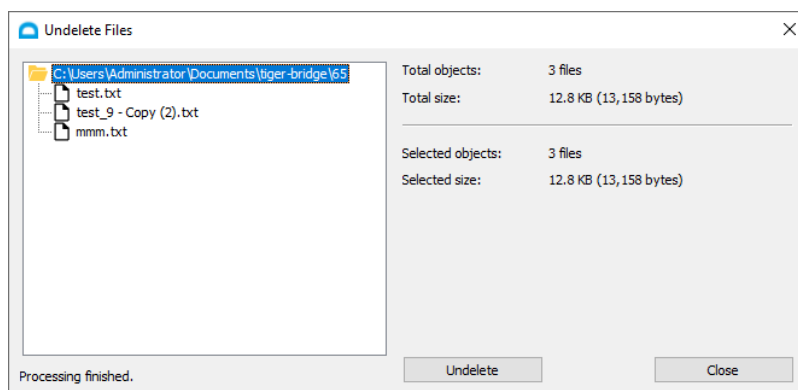 Undelete Files
C:\Users\Administrator\Documents\tiger-bridge\65
test.txt
test_9 - Copy (2).txt
mmm.txt
Total objects: 3 files
Total size: 12.8 KB (13,158 bytes)
Selected objects: 3 files
Selected size: 12.8 KB (13,158 bytes)
Processing finished.
Undelete
Close